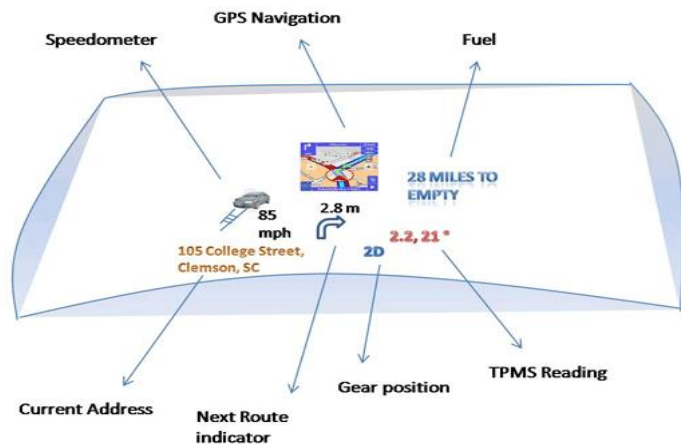 GPS Navigation
Speedometer
Fuel
28 MILES TO
EMPTY
85
mph
2.8 m
105 College Street,
Clemson, SC
2D
2.2, 21 °
Current Address
Next Route
indicator
Gear position
TPMS Reading